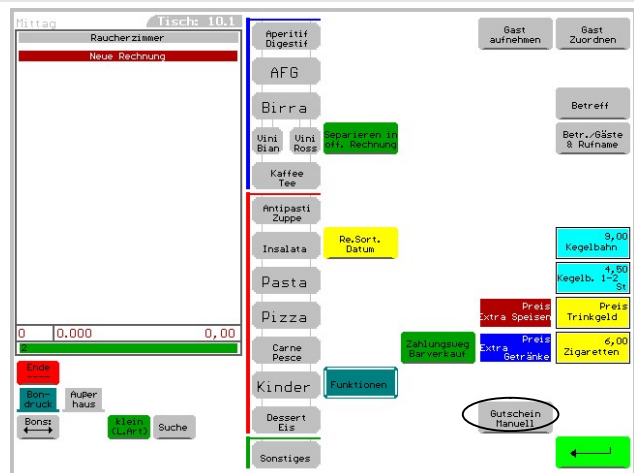 Mittag
Tisch: 10.1
Raucherzimmer
Neue Rechnung
0
0.000
0,00
2
Ende
----
Bon-
druck
Außer
haus
Bons:
klein
(L.Art)
Suche
Aperitif
Digestif
AFG
Birra
Vini
Bian
Vini
Ross
Kaffee
Tee
Antipasti
Zuppe
Insalata
Pasta
Pizza
Carne
Pesce
Kinder
Dessert
Eis
Sonstiges
Separieren in
off. Rechnung
Re.Sort.
Datum
Zahlungsweg
Barverkauf
Funktionen
Gast
aufnehmen
Gast
Zuordnen
Betreff
Betr./Gäste
& Rufname
9,00
Kegelbahn
4,50
Kegelb. 1-2
St
Preis
Extra Speisen
Preis
Trinkgeld
Preis
Extra
Getränke
6,00
Zigaretten
Gutschein
Manuell